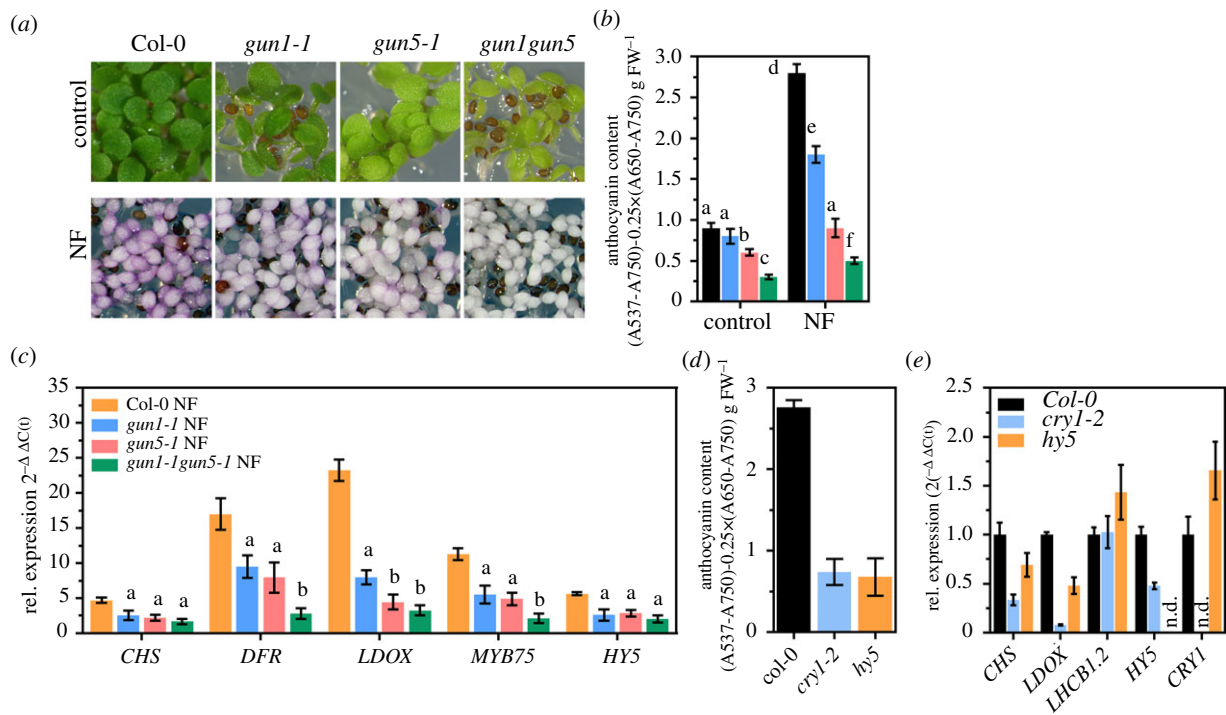 (a)
Col-0 gun1-1 gun5-1 gun1gun5
control
NF
(b)
anthocyanin content
(A537-A750)-0.25×(A650-A750) g FW⁻¹
3.0
2.5
2.0
1.5
1.0
0.5
0
a a b c
d e a f
control NF
(c)
rel. expression 2^–Δ ΔC(t)
35
30
25
20
15
10
5
0
Col-0 NF
gun1-1 NF
gun5-1 NF
gun1-1gun5-1 NF
a a a
a a b
a b b
a a b
a a a
CHS DFR LDOX MYB75 HY5
(d)
anthocyanin content
(A537-A750)-0.25×(A650-A750) g FW⁻¹
3
2
1
0
col-0 cry1-2 hy5
(e)
rel. expression (2(–Δ ΔC(t))
2.5
2.0
1.5
1.0
0.5
0
Col-0
cry1-2
hy5
n.d. n.d.
CHS LDOX LHCB1.2 HY5 CRY1